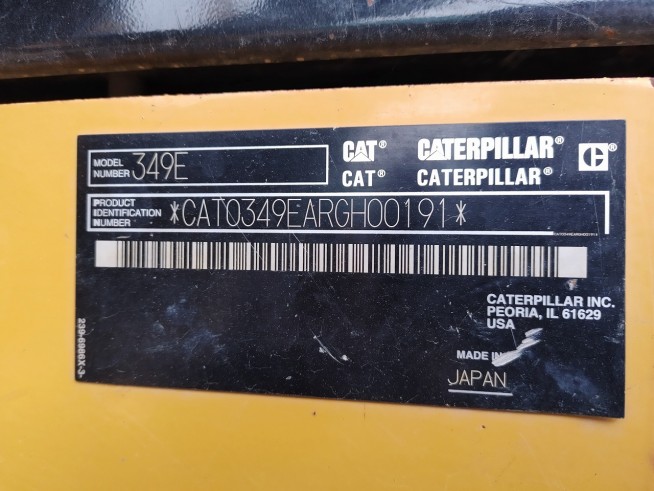 MODEL
NUMBER 349E
CAT® CATERPILLAR® C
CAT® CATERPILLAR®
PRODUCT
IDENTIFICATION
NUMBER *CAT0349EARGH00191*
CAT0349EARGH00191
CATERPILLAR INC.
PEORIA, IL 61629
USA
MADE IN
JAPAN
239-6986X-3-